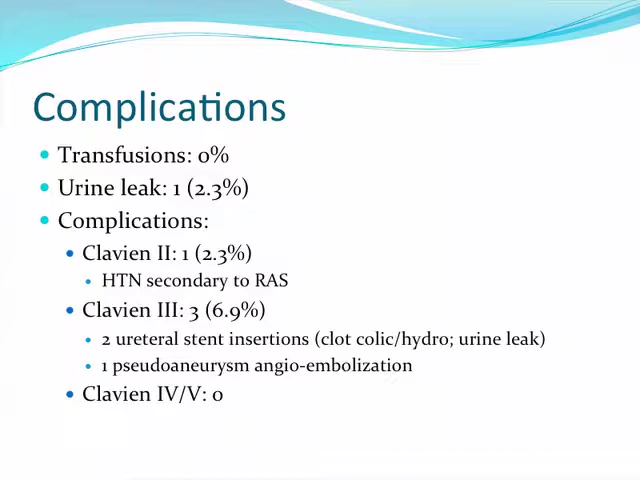 Complications
Transfusions: 0%
Urine leak: 1 (2.3%)
Complications:
Clavien II: 1 (2.3%)
HTN secondary to RAS
Clavien III: 3 (6.9%)
2 ureteral stent insertions (clot colic/hydro; urine leak)
1 pseudoaneurysm angio-embolization
Clavien IV/V: 0